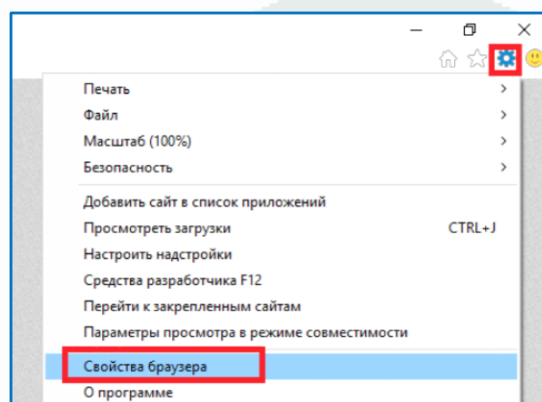 Печать
Файл
Масштаб (100%)
Безопасность
Добавить сайт в список приложений
Просмотреть загрузки CTRL+J
Настроить надстройки
Средства разработчика F12
Перейти к закрепленным сайтам
Параметры просмотра в режиме совместимости
Свойства браузера
О программе